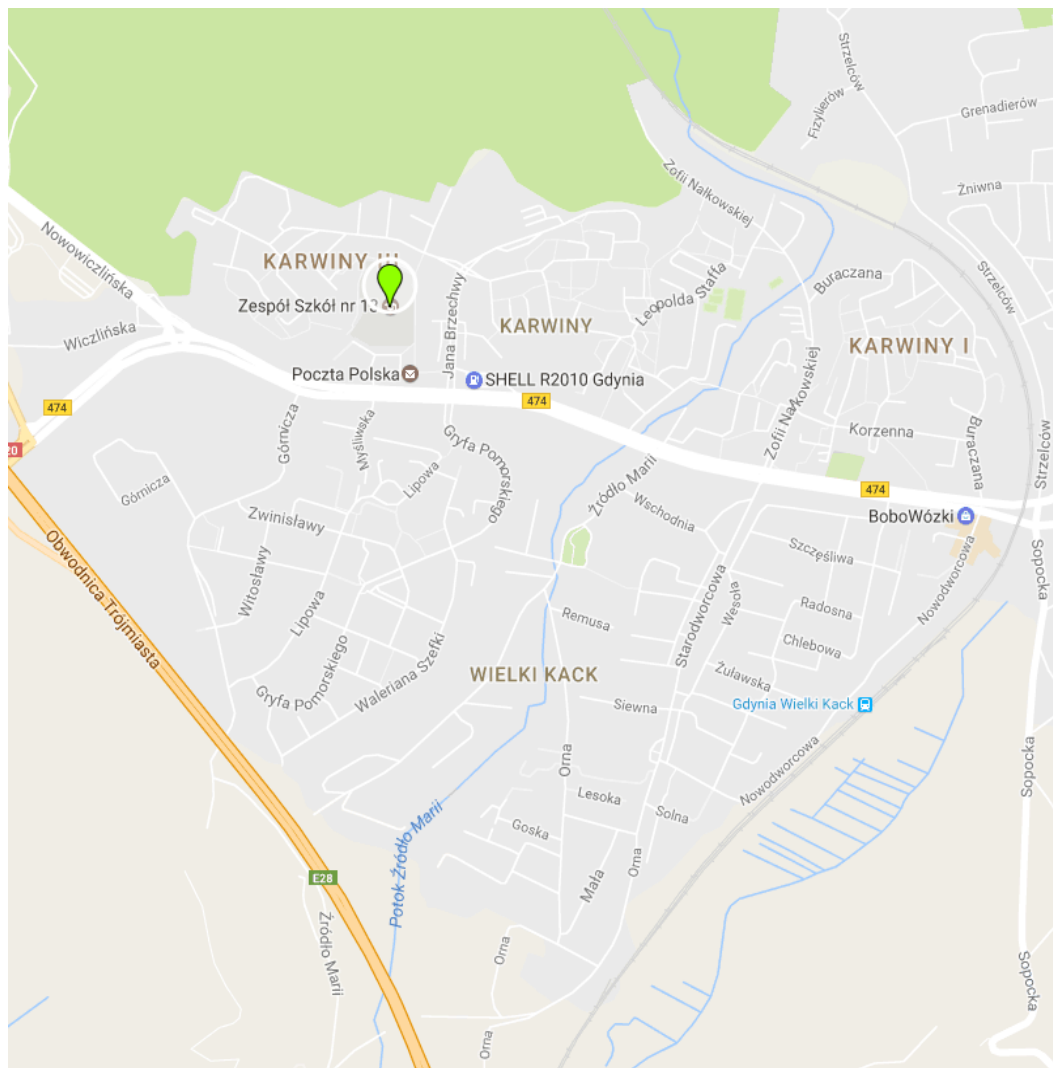 Strzelców
Fizylierów
Grenadierów
Zofii Nałkowskiej
Żniwna
Nowowiczlińska
KARWINY III
Leopolda Staffa
Buraczana
Strzelców
Zespół Szkół nr 13
Wiczlińska
Jana Brzechwy
KARWINY
KARWINY I
Poczta Polska
SHELL R2010 Gdynia
474
474
Zofii Nałkowskiej
Górnicza
Myśliwska
Gryfa Pomorskiego
Korzenna
Buraczana
Strzelców
20
Lipowa
Źródło Marii
Górnicza
474
Wschodnia
Zwinisławy
BoboWózki
Sopocka
Obwodnica Trójmiasta
Witosławy
Szczęśliwa
Nowodworcowa
Lipowa
Remusa
Starodworcowa
Wesoła
Radosna
Chlebowa
Gryfa Pomorskiego
Waleriana Szefki
WIELKI KACK
Żuławska
Siewna
Gdynia Wielki Kack
Orna
Nowodworcowa
Sopocka
Lesoka
Solna
Goska
Potok Źródło Marii
E28
Mała
Orna
Źródło Marii
Orna
Sopocka
Orna